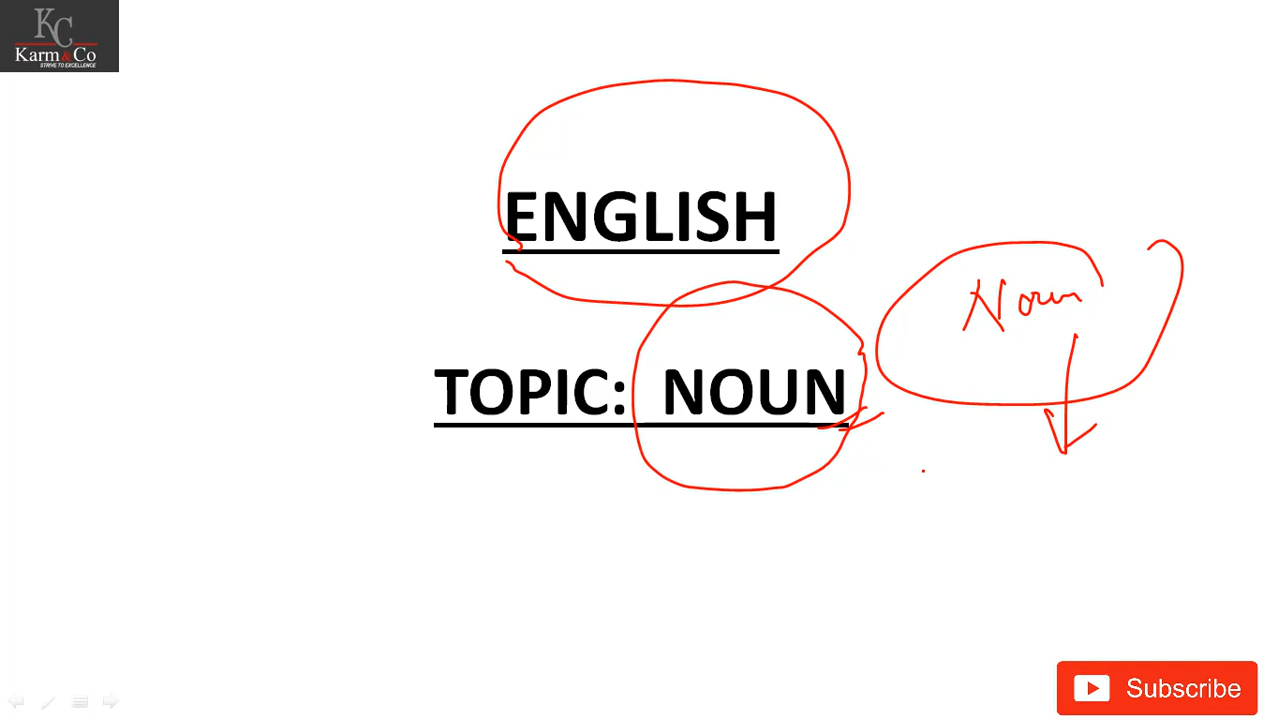 KC
Karm&Co
STRIVE TO EXCELLENCE
ENGLISH
TOPIC: NOUN
Noun
Subscribe